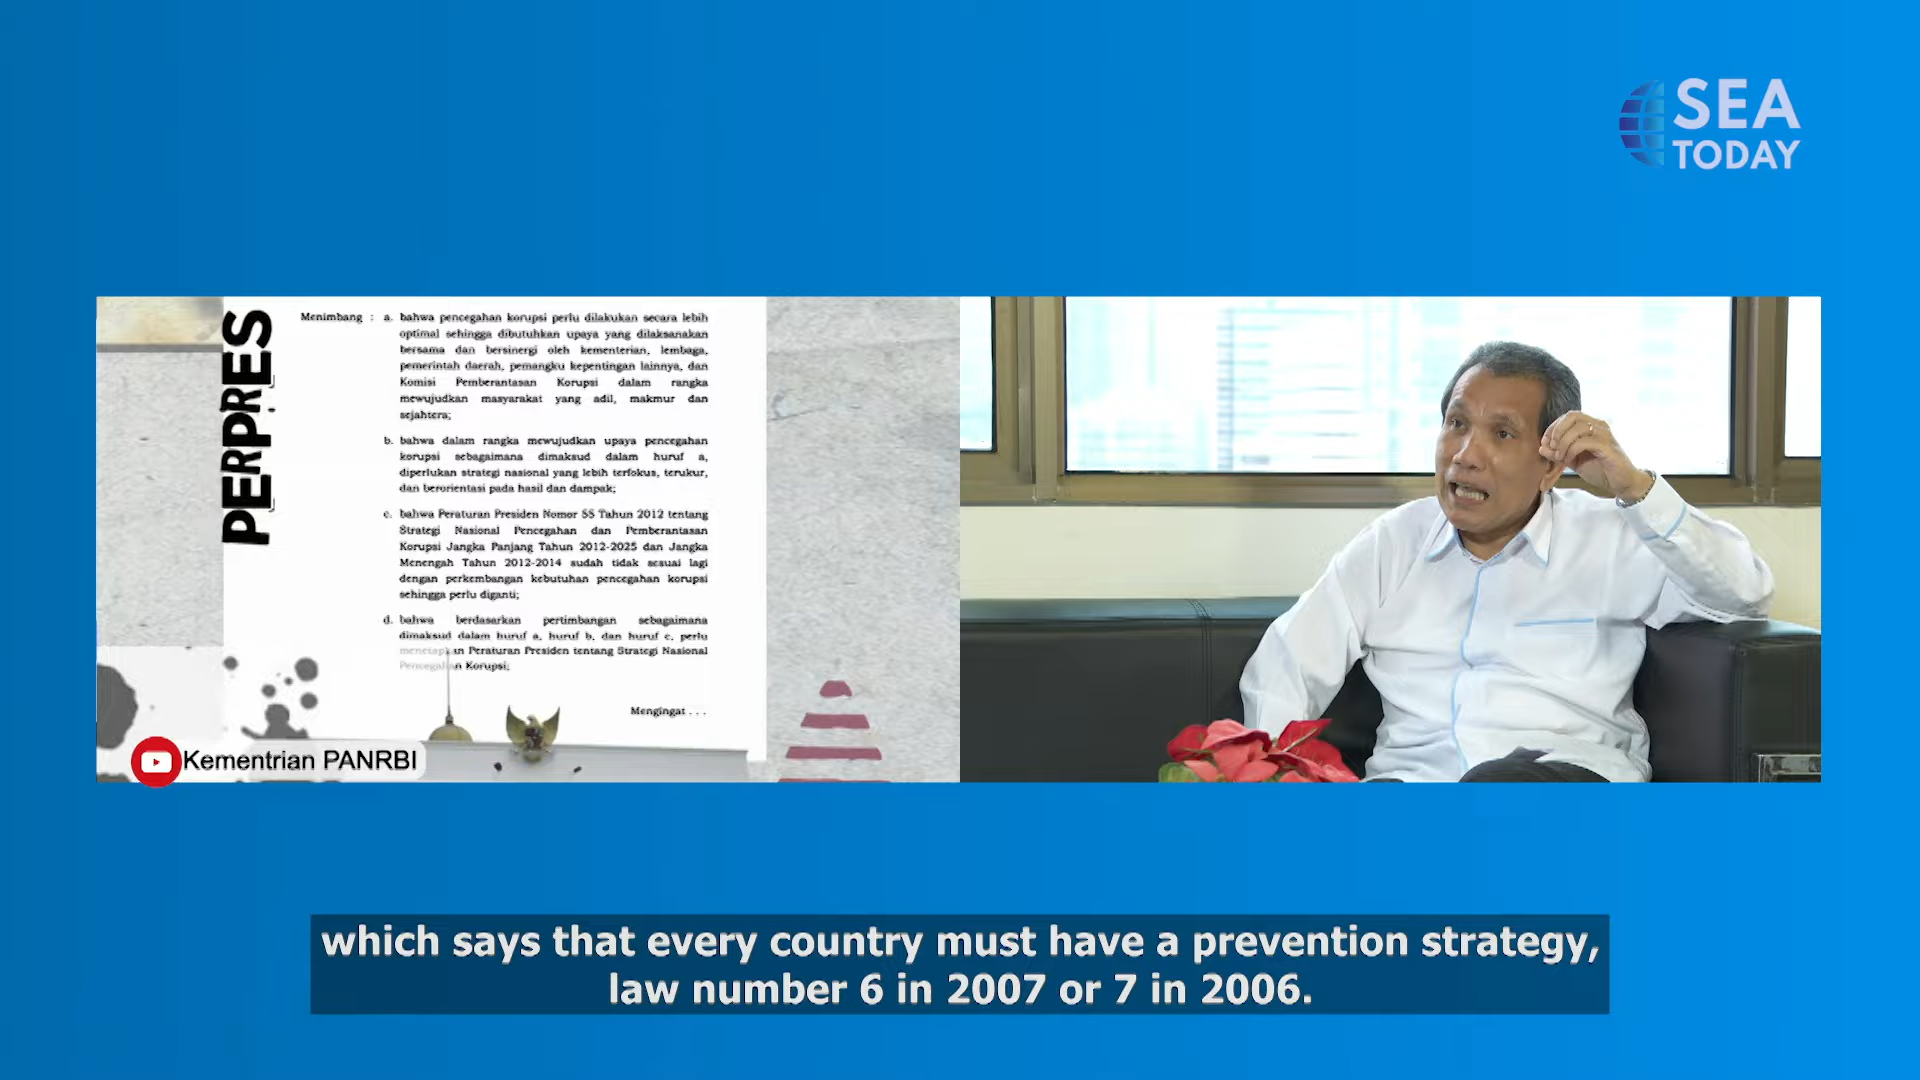 SEA
TODAY
PERPRES
Menimbang : a. bahwa pencegahan korupsi perlu dilakukan secara lebih
optimal sehingga dibutuhkan upaya yang dilaksanakan
bersama dan bersinergi oleh kementerian, lembaga,
pemerintah daerah, pemangku kepentingan lainnya, dan
Komisi Pemberantasan Korupsi dalam rangka
mewujudkan masyarakat yang adil, makmur dan
sejahtera;
b. bahwa dalam rangka mewujudkan upaya pencegahan
korupsi sebagaimana dimaksud dalam huruf a,
diperlukan strategi nasional yang lebih terfokus, terukur,
dan berorientasi pada hasil dan dampak;
c. bahwa Peraturan Presiden Nomor 55 Tahun 2012 tentang
Strategi Nasional Pencegahan dan Pemberantasan
Korupsi Jangka Panjang Tahun 2012-2025 dan Jangka
Menengah Tahun 2012-2014 sudah tidak sesuai lagi
dengan perkembangan kebutuhan pencegahan korupsi
sehingga perlu diganti;
d. bahwa berdasarkan pertimbangan sebagaimana
dimaksud dalam huruf a, huruf b, dan huruf c, perlu
menetapkan Peraturan Presiden tentang Strategi Nasional
Pencegahan Korupsi;
Mengingat . . .
Kementrian PANRBI
which says that every country must have a prevention strategy,
law number 6 in 2007 or 7 in 2006.